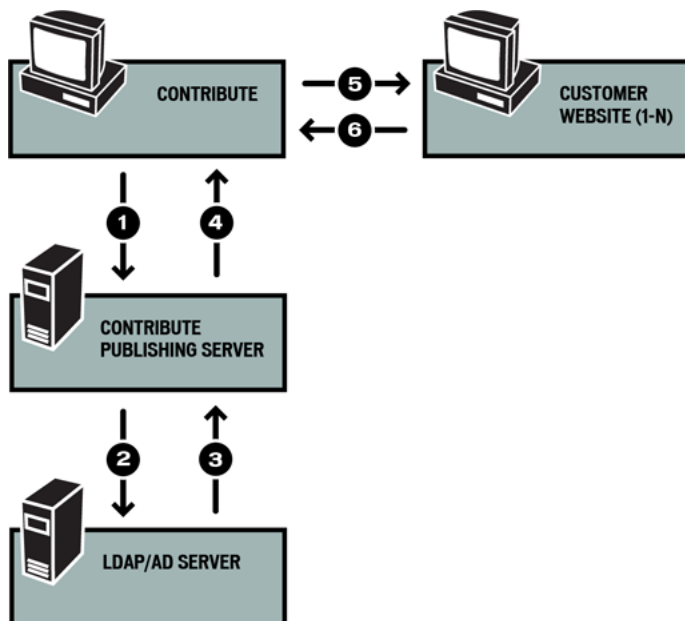 CONTRIBUTE
5
6
CUSTOMER
WEBSITE (1-N)
1
4
CONTRIBUTE
PUBLISHING SERVER
2
3
LDAP/AD SERVER